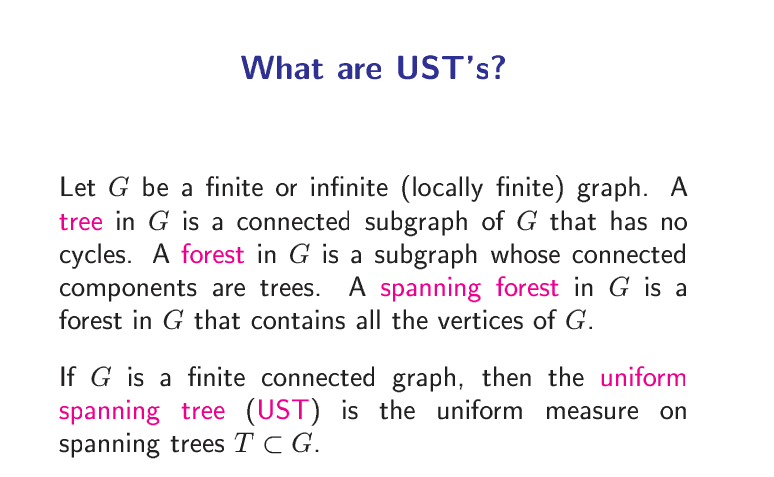 What are UST's?
Let G be a finite or infinite (locally finite) graph. A
tree in G is a connected subgraph of G that has no
cycles. A forest in G is a subgraph whose connected
components are trees. A spanning forest in G is a
forest in G that contains all the vertices of G.
If G is a finite connected graph, then the uniform
spanning tree (UST) is the uniform measure on
spanning trees T ⊂ G.